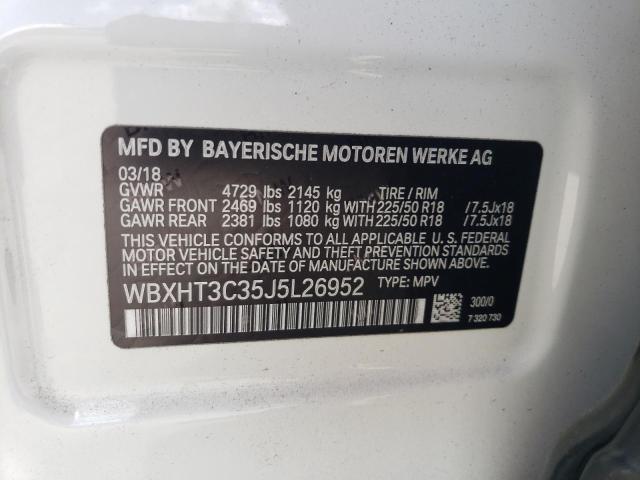 MFD BY BAYERISCHE MOTOREN WERKE AG
03/18
GVWR 4729 lbs 2145 kg TIRE / RIM
GAWR FRONT 2469 lbs 1120 kg WITH 225/50 R18 /7.5Jx18
GAWR REAR 2381 lbs 1080 kg WITH 225/50 R18 /7.5Jx18
THIS VEHICLE CONFORMS TO ALL APPLICABLE U. S. FEDERAL
MOTOR VEHICLE SAFETY AND THEFT PREVENTION STANDARDS
IN EFFECT ON THE DATE OF MANUFACTURE SHOWN ABOVE.
WBXHT3C35J5L26952 TYPE: MPV
300/0
7 320 730